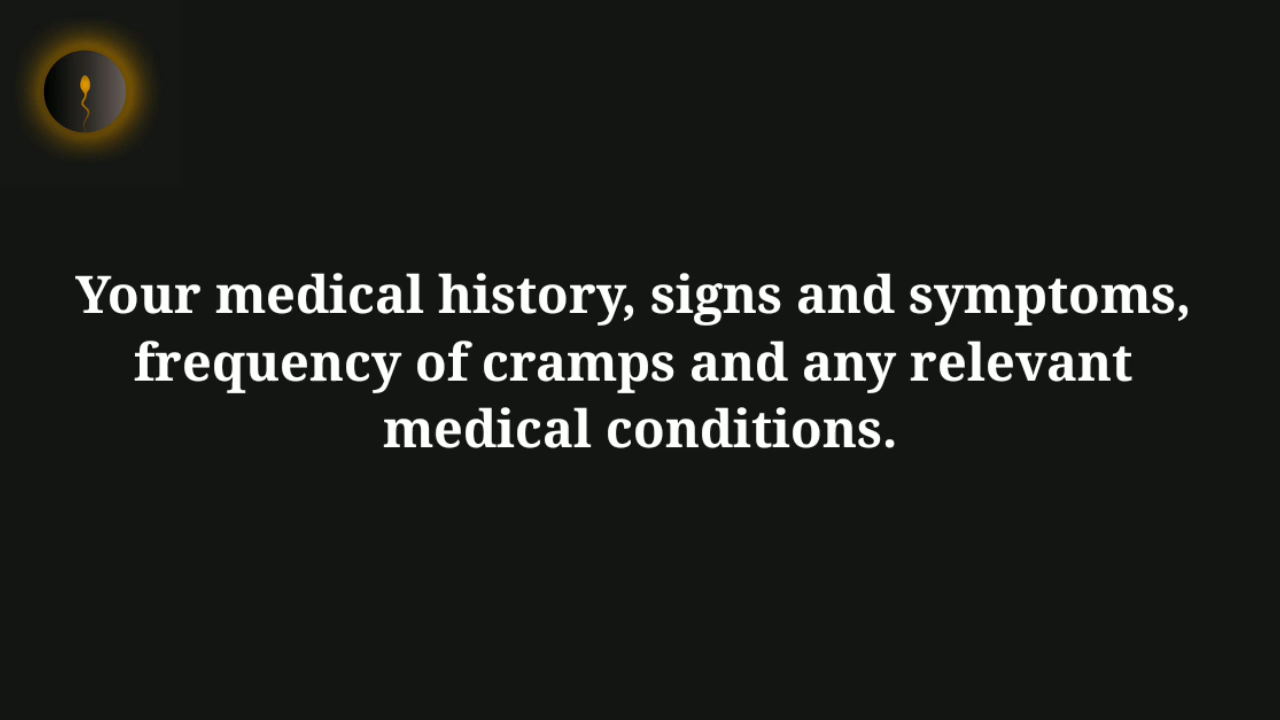 Your medical history, signs and symptoms,
frequency of cramps and any relevant
medical conditions.